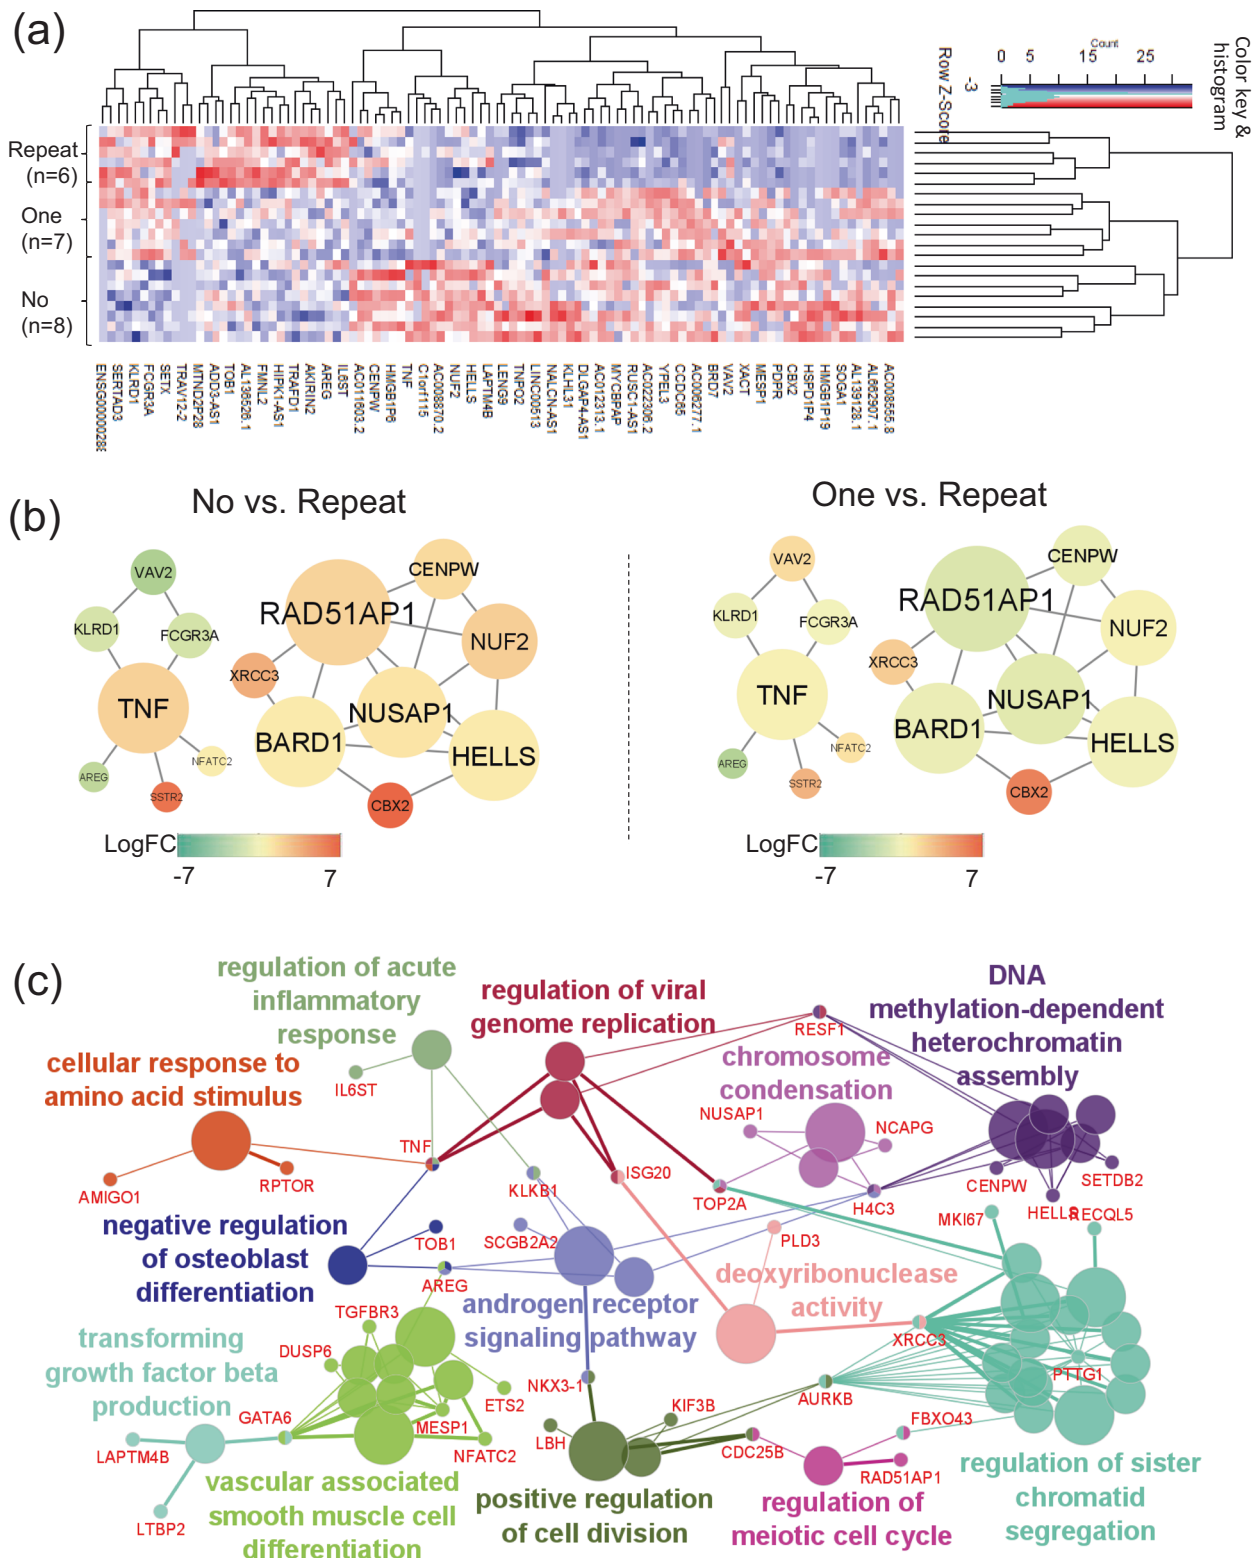 (a)
Color key &
histogram
Count
0 5 15 25
-3
Row Z-Score
Repeat
(n=6)
One
(n=7)
No
(n=8)
SERTAD3
KLRD1
FCGR3A
SETX
TRAV12-2
MTND2P28
ADD3-AS1
TOB1
AL136526.1
FMNL2
HIPK1-AS1
TRAFD1
AKIRIN2
AREG
IL6ST
AC011603.2
CENPW
HMGB1P6
TNF
C1orf115
AC008870.2
NUF2
HELLS
LAPTM4B
LENG9
TNPO2
LINC00513
NALCN-AS1
KLHL31
DLGAP4-AS1
AC012313.1
MYCBPAP
RUSC1-AS1
AC022306.2
YPEL3
CCDC65
AC006277.1
BRD7
VAV2
XACT
MESP1
PDPR
CBX2
HSPD1P4
HMGB1P19
SOGA1
AL139128.1
AL662907.1
AC008555.8
(b)
No vs. Repeat
VAV2
KLRD1
FCGR3A
TNF
AREG
SSTR2
NFATC2
RAD51AP1
CENPW
NUF2
XRCC3
NUSAP1
BARD1
HELLS
CBX2
LogFC
-7 7
One vs. Repeat
VAV2
KLRD1
FCGR3A
TNF
AREG
SSTR2
NFATC2
RAD51AP1
CENPW
NUF2
XRCC3
NUSAP1
BARD1
HELLS
CBX2
LogFC
-7 7
(c)
regulation of acute
inflammatory
response
regulation of viral
genome replication
DNA
methylation-dependent
heterochromatin
assembly
cellular response to
amino acid stimulus
chromosome
condensation
RESF1
IL6ST
NUSAP1
NCAPG
TNF
AMIGO1
RPTOR
KLKB1
ISG20
TOP2A
H4C3
CENPW
SETDB2
HELLS
MKI67
RECQL5
negative regulation
of osteoblast
differentiation
TOB1
AREG
SCGB2A2
PLD3
androgen receptor
signaling pathway
deoxyribonuclease
activity
TGFBR3
DUSP6
transforming
growth factor beta
production
GATA6
MESP1
ETS2
NFATC2
NKX3-1
XRCC3
PTTG1
AURKB
KIF3B
LBH
CDC25B
FBXO43
RAD51AP1
LAPTM4B
LTBP2
vascular associated
smooth muscle cell
differentiation
positive regulation
of cell division
regulation of
meiotic cell cycle
regulation of sister
chromatid
segregation